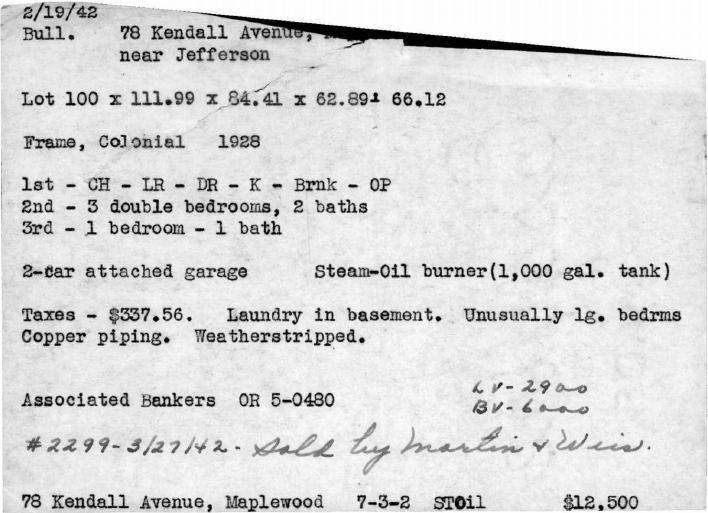 2/19/42
Bull. 78 Kendall Avenue,
near Jefferson
Lot 100 x 111.99 x 84.41 x 62.89± 66.12
Frame, Colonial 1928
1st - CH - LR - DR - K - Brnk - OP
2nd - 3 double bedrooms, 2 baths
3rd - 1 bedroom - 1 bath
2-car attached garage Steam-Oil burner(1,000 gal. tank)
Taxes - $337.56. Laundry in basement. Unusually lg. bedrms
Copper piping. Weatherstripped.
LV-2900
Associated Bankers OR 5-0480
BV-6000
#2299-3/27/42- Sold by Martin & Weis.
78 Kendall Avenue, Maplewood 7-3-2 STOil $12,500